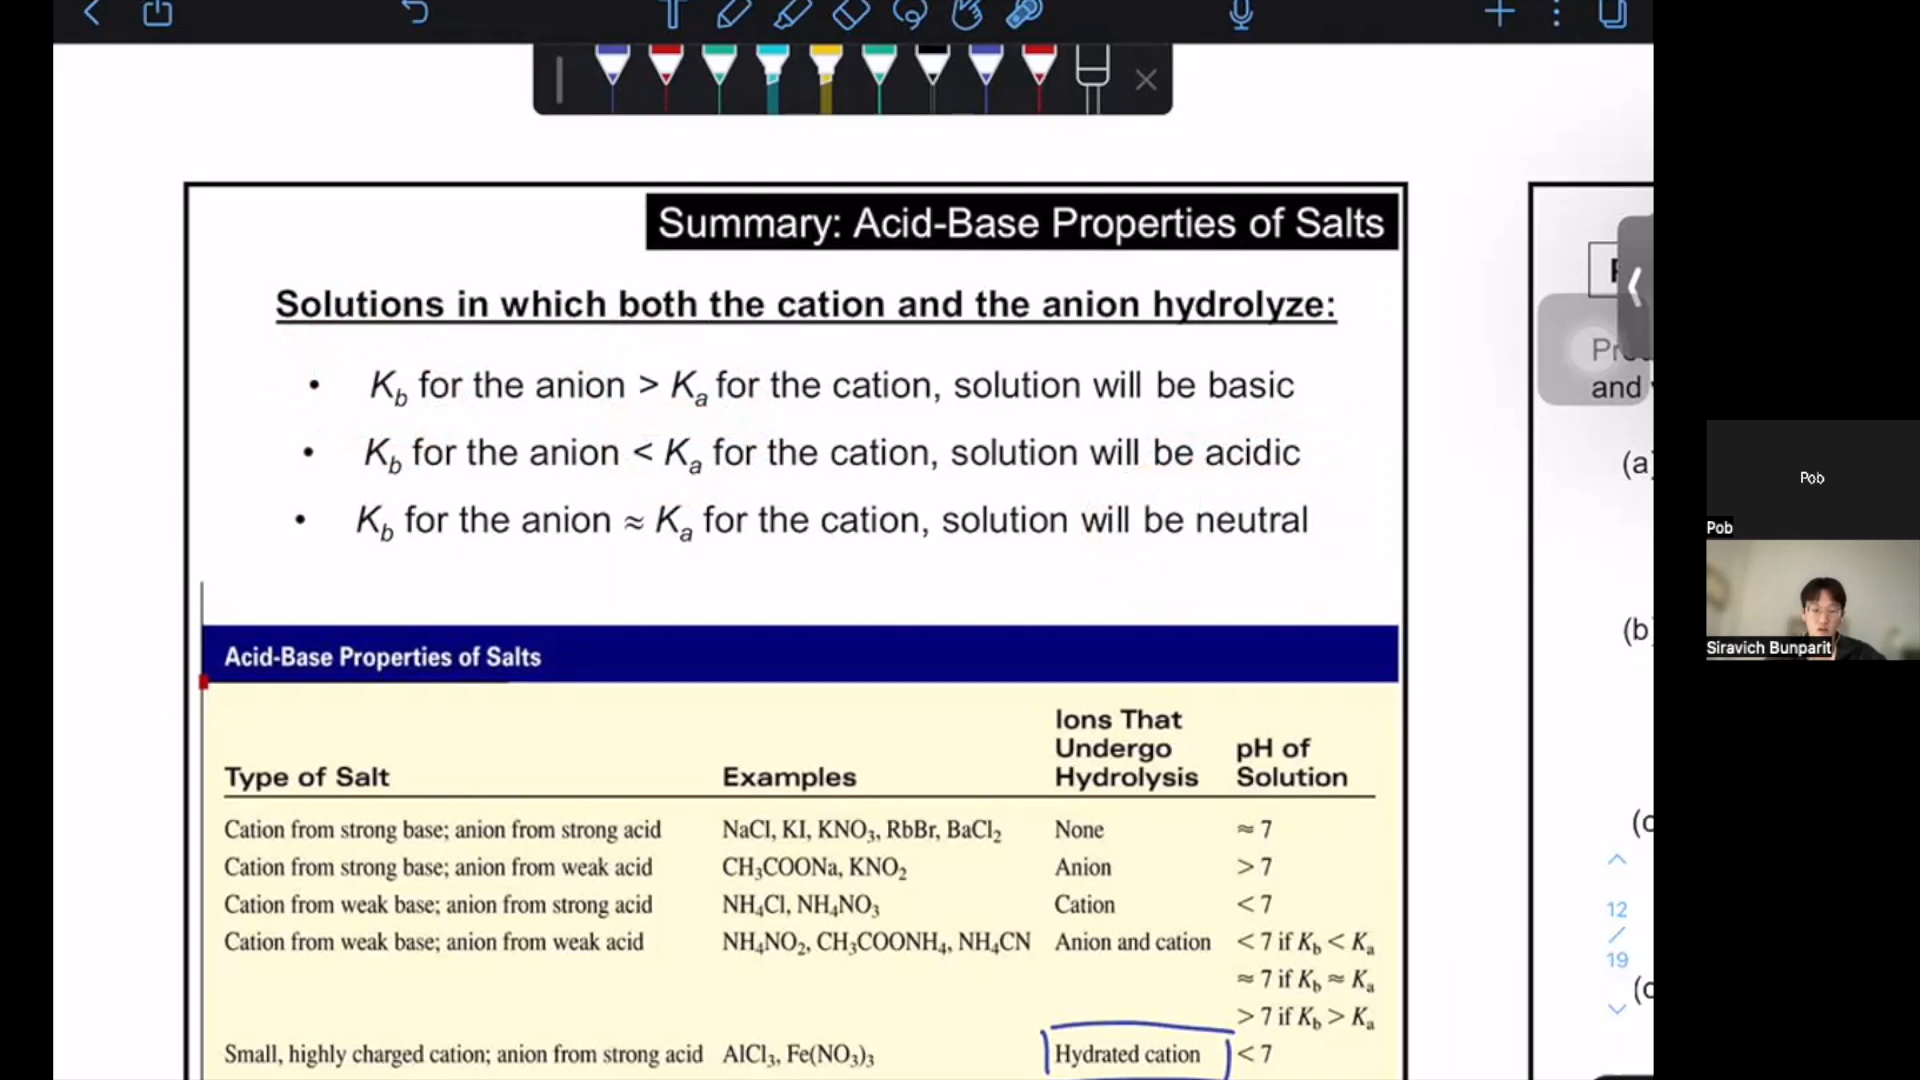 Summary: Acid-Base Properties of Salts
Solutions in which both the cation and the anion hydrolyze:
• Kb for the anion > Ka for the cation, solution will be basic
• Kb for the anion < Ka for the cation, solution will be acidic
• Kb for the anion ≈ Ka for the cation, solution will be neutral
Acid-Base Properties of Salts
Type of Salt Examples Ions That Undergo Hydrolysis pH of Solution
Cation from strong base; anion from strong acid NaCl, KI, KNO₃, RbBr, BaCl₂ None ≈ 7
Cation from strong base; anion from weak acid CH₃COONa, KNO₂ Anion > 7
Cation from weak base; anion from strong acid NH₄Cl, NH₄NO₃ Cation < 7
Cation from weak base; anion from weak acid NH₄NO₂, CH₃COONH₄, NH₄CN Anion and cation < 7 if Kb < Ka
≈ 7 if Kb ≈ Ka
> 7 if Kb > Ka
Small, highly charged cation; anion from strong acid AlCl₃, Fe(NO₃)₃ Hydrated cation < 7
and
(a)
(b)
12
/
19
Pob
Pob
Siravich Bunparit